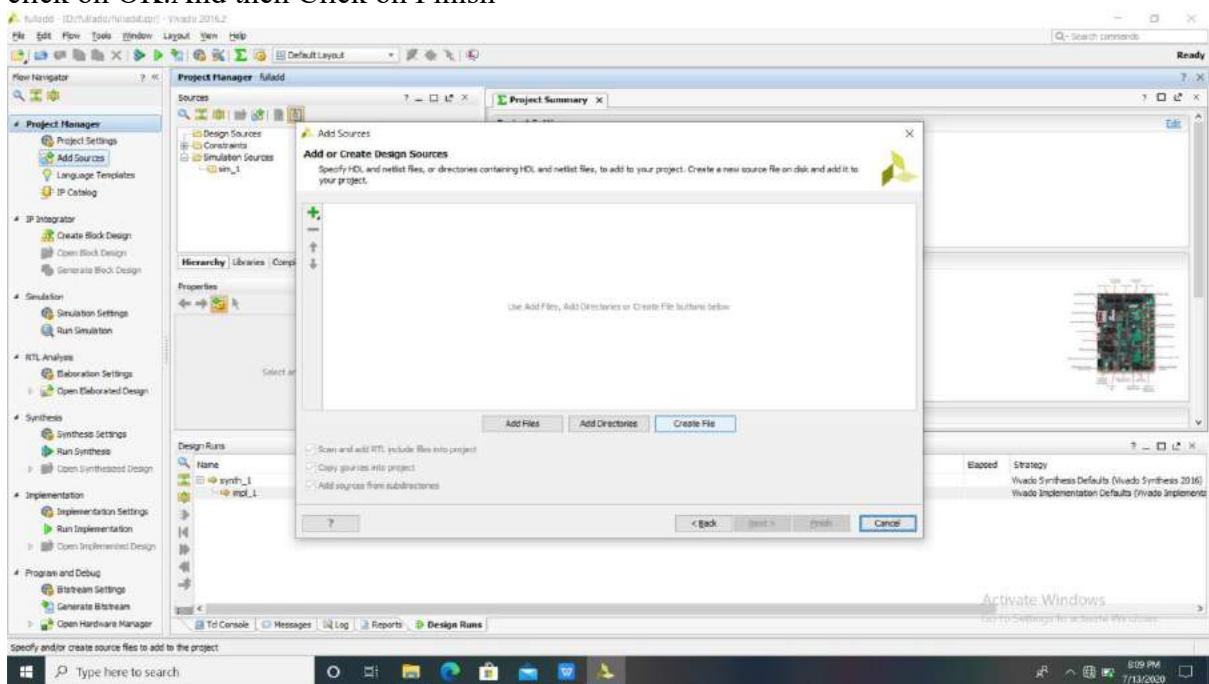 click on OK.And then Click on Finish
fulladd - [D:/fulladd/fulladd.xpr] - Vivado 2016.2
File Edit Flow Tools Window Layout View Help
Search commands
Default Layout
Ready
Flow Navigator
Project Manager fulladd
Sources
Project Summary
Edit
Project Manager
Project Settings
Add Sources
Language Templates
IP Catalog
Design Sources
Constraints
Simulation Sources
sim_1
Add Sources
Add or Create Design Sources
Specify HDL and netlist files, or directories containing HDL and netlist files, to add to your project. Create a new source file on disk and add it to
your project.
IP Integrator
Create Block Design
Open Block Design
Generate Block Design
Hierarchy Libraries Compi
Properties
Use Add Files, Add Directories or Create File buttons below
Simulation
Simulation Settings
Run Simulation
RTL Analysis
Elaboration Settings
Open Elaborated Design
Select an
Add Files Add Directories Create File
Synthesis
Synthesis Settings
Run Synthesis
Open Synthesized Design
Design Runs
Name
synth_1
impl_1
Scan and add RTL include files into project
Copy sources into project
Add sources from subdirectories
Elapsed Strategy
Vivado Synthesis Defaults (Vivado Synthesis 2016)
Vivado Implementation Defaults (Vivado Implementa
? < Back Next > Finish Cancel
Implementation
Implementation Settings
Run Implementation
Open Implemented Design
Program and Debug
Bitstream Settings
Generate Bitstream
Open Hardware Manager
Activate Windows
Go to Settings to activate Windows.
Tcl Console Messages Log Reports Design Runs
Specify and/or create source files to add to the project
Type here to search
8:09 PM
7/13/2020